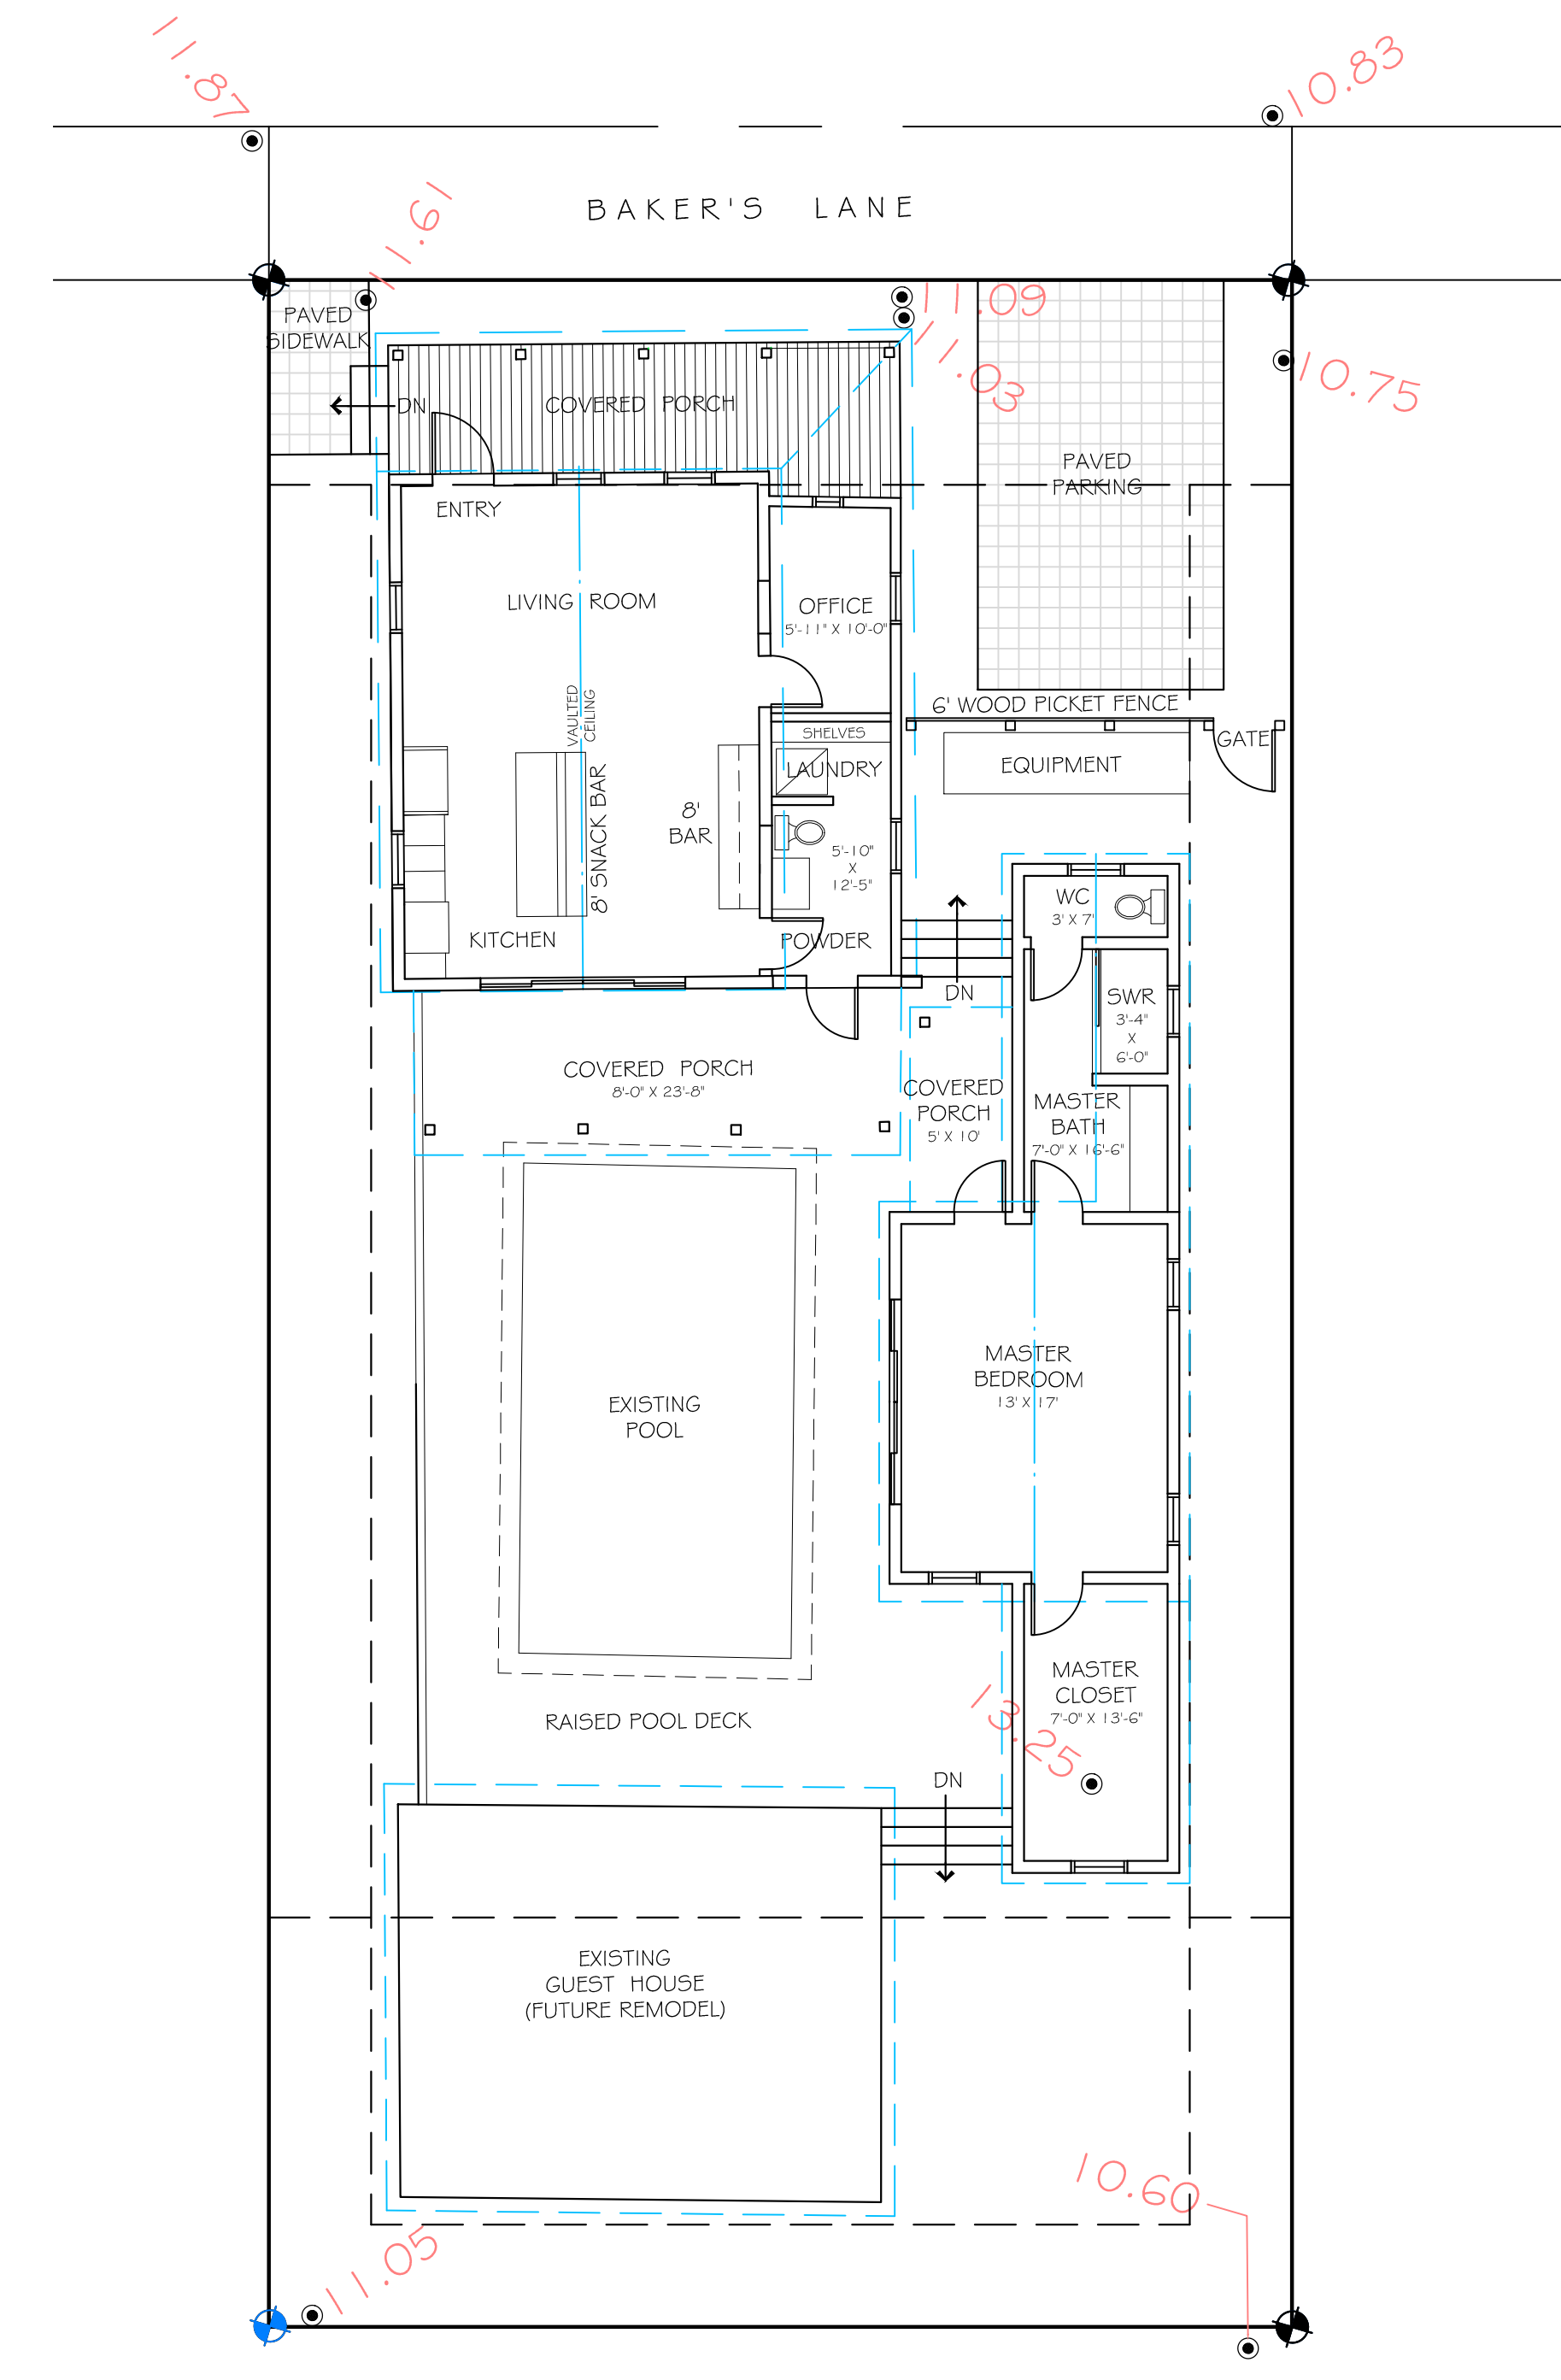 11.87
10.83
BAKER'S LANE
11.61
11.09
11.03
10.75
PAVED
SIDEWALK
DN
COVERED PORCH
PAVED
PARKING
ENTRY
LIVING ROOM
OFFICE
5'-11" X 10'-0"
VAULTED
CEILING
6' WOOD PICKET FENCE
GATE
SHELVES
LAUNDRY
EQUIPMENT
8' SNACK BAR
8'
BAR
5'-10"
X
12'-5"
KITCHEN
POWDER
WC
3' X 7'
DN
SWR
3'-4"
X
6'-0"
COVERED PORCH
8'-0" X 23'-8"
COVERED
PORCH
5' X 10'
MASTER
BATH
7'-0" X 16'-6"
MASTER
BEDROOM
13' X 17'
EXISTING
POOL
MASTER
CLOSET
7'-0" X 13'-6"
13.25
RAISED POOL DECK
DN
EXISTING
GUEST HOUSE
(FUTURE REMODEL)
10.60
11.05